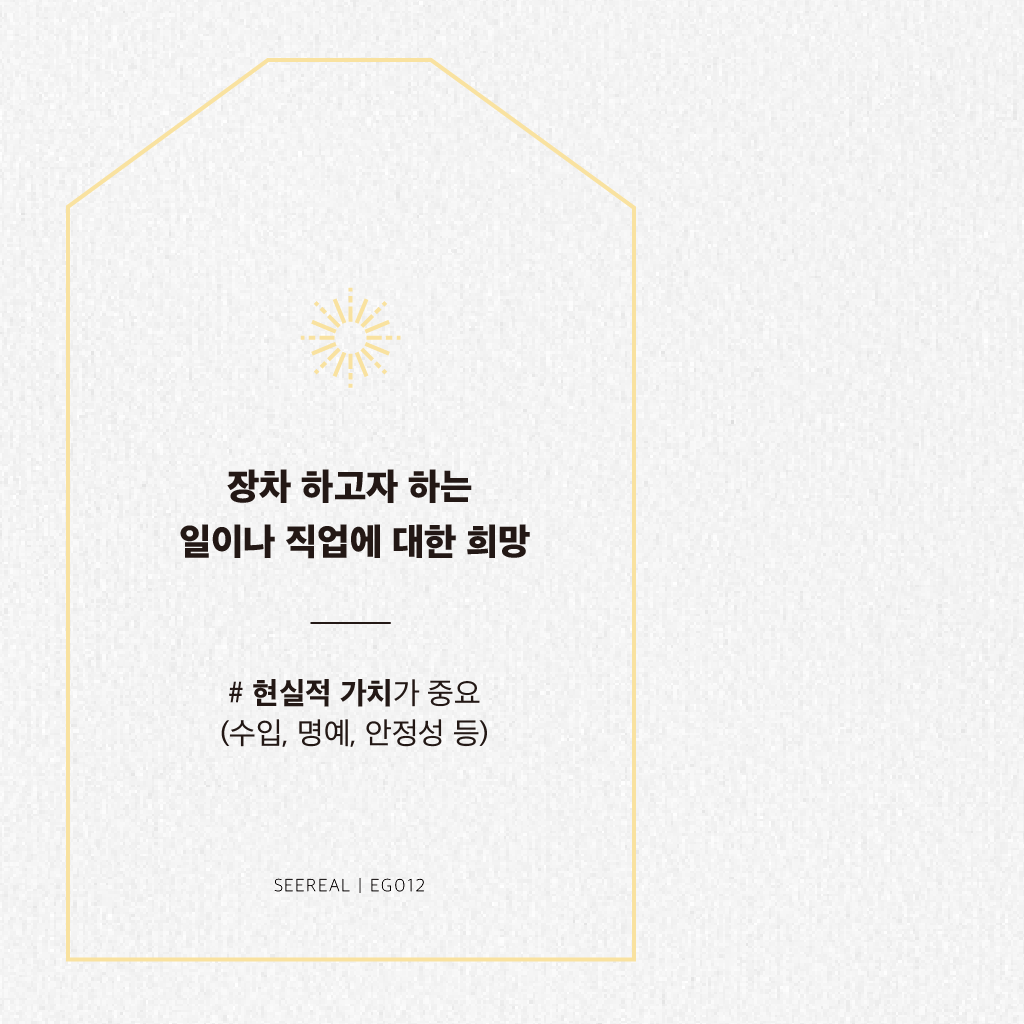 장차 하고자 하는
일이나 직업에 대한 희망
# 현실적 가치가 중요
(수입, 명예, 안정성 등)
SEEREAL | EGO12